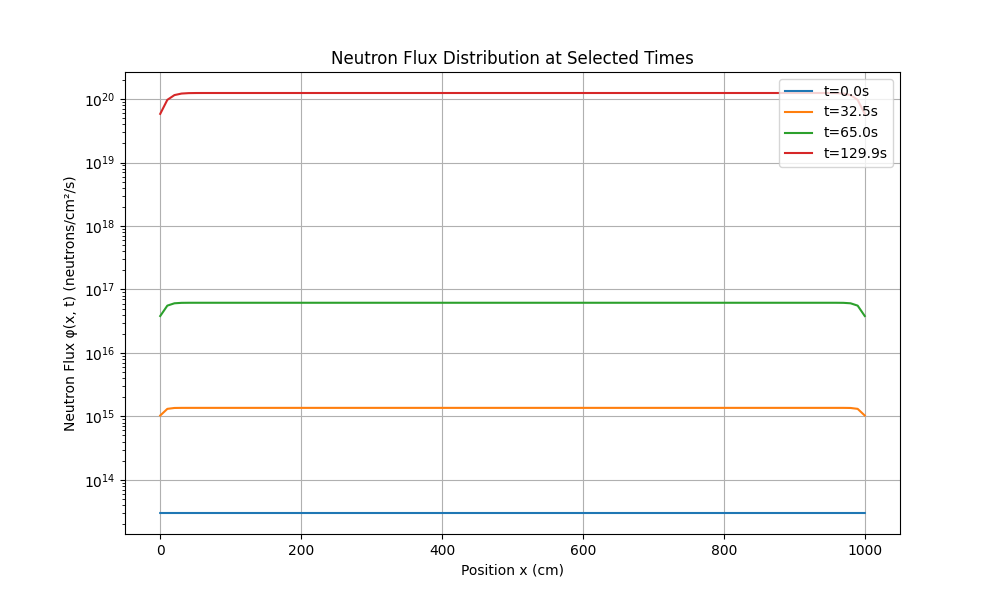 Neutron Flux Distribution at Selected Times
Neutron Flux φ(x, t) (neutrons/cm²/s)
10²⁰
10¹⁹
10¹⁸
10¹⁷
10¹⁶
10¹⁵
10¹⁴
t=0.0s
t=32.5s
t=65.0s
t=129.9s
0 200 400 600 800 1000
Position x (cm)